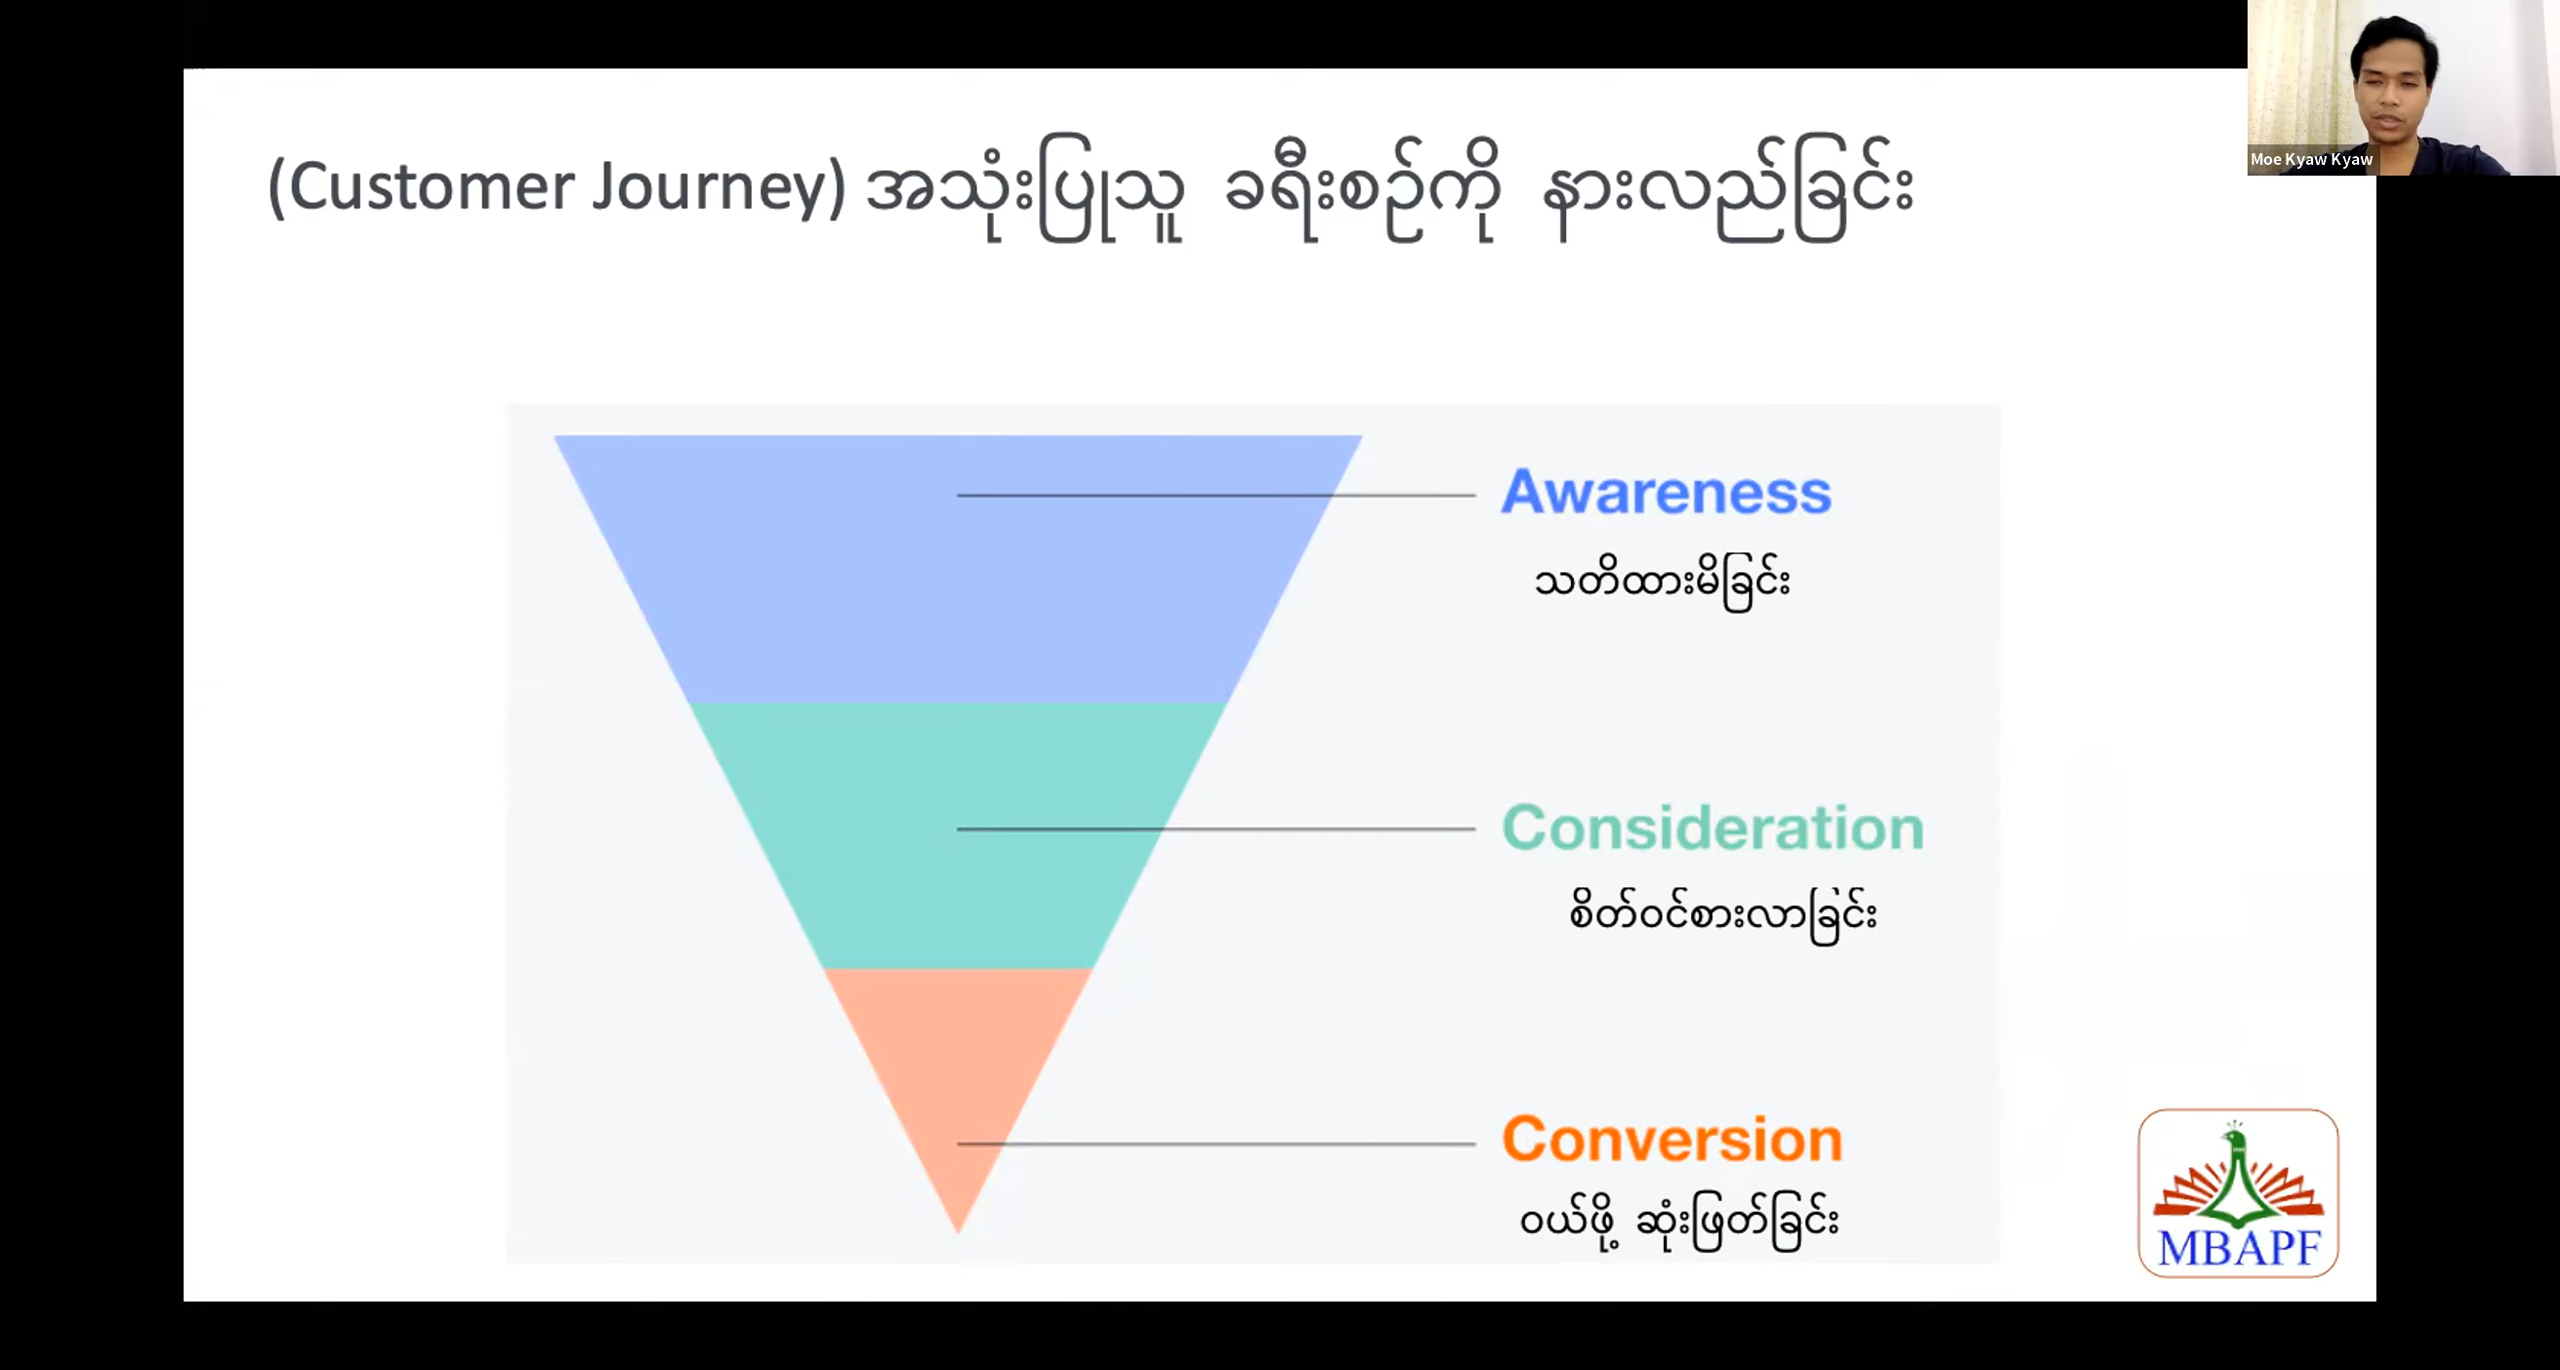 Moe Kyaw Kyaw
(Customer Journey) အသုံးပြုသူ ခရီးစဉ်ကို နားလည်ခြင်း
Awareness
သတိထားမိခြင်း
Consideration
စိတ်ဝင်စားလာခြင်း
Conversion
ဝယ်ဖို့ ဆုံးဖြတ်ခြင်း
MBAPF